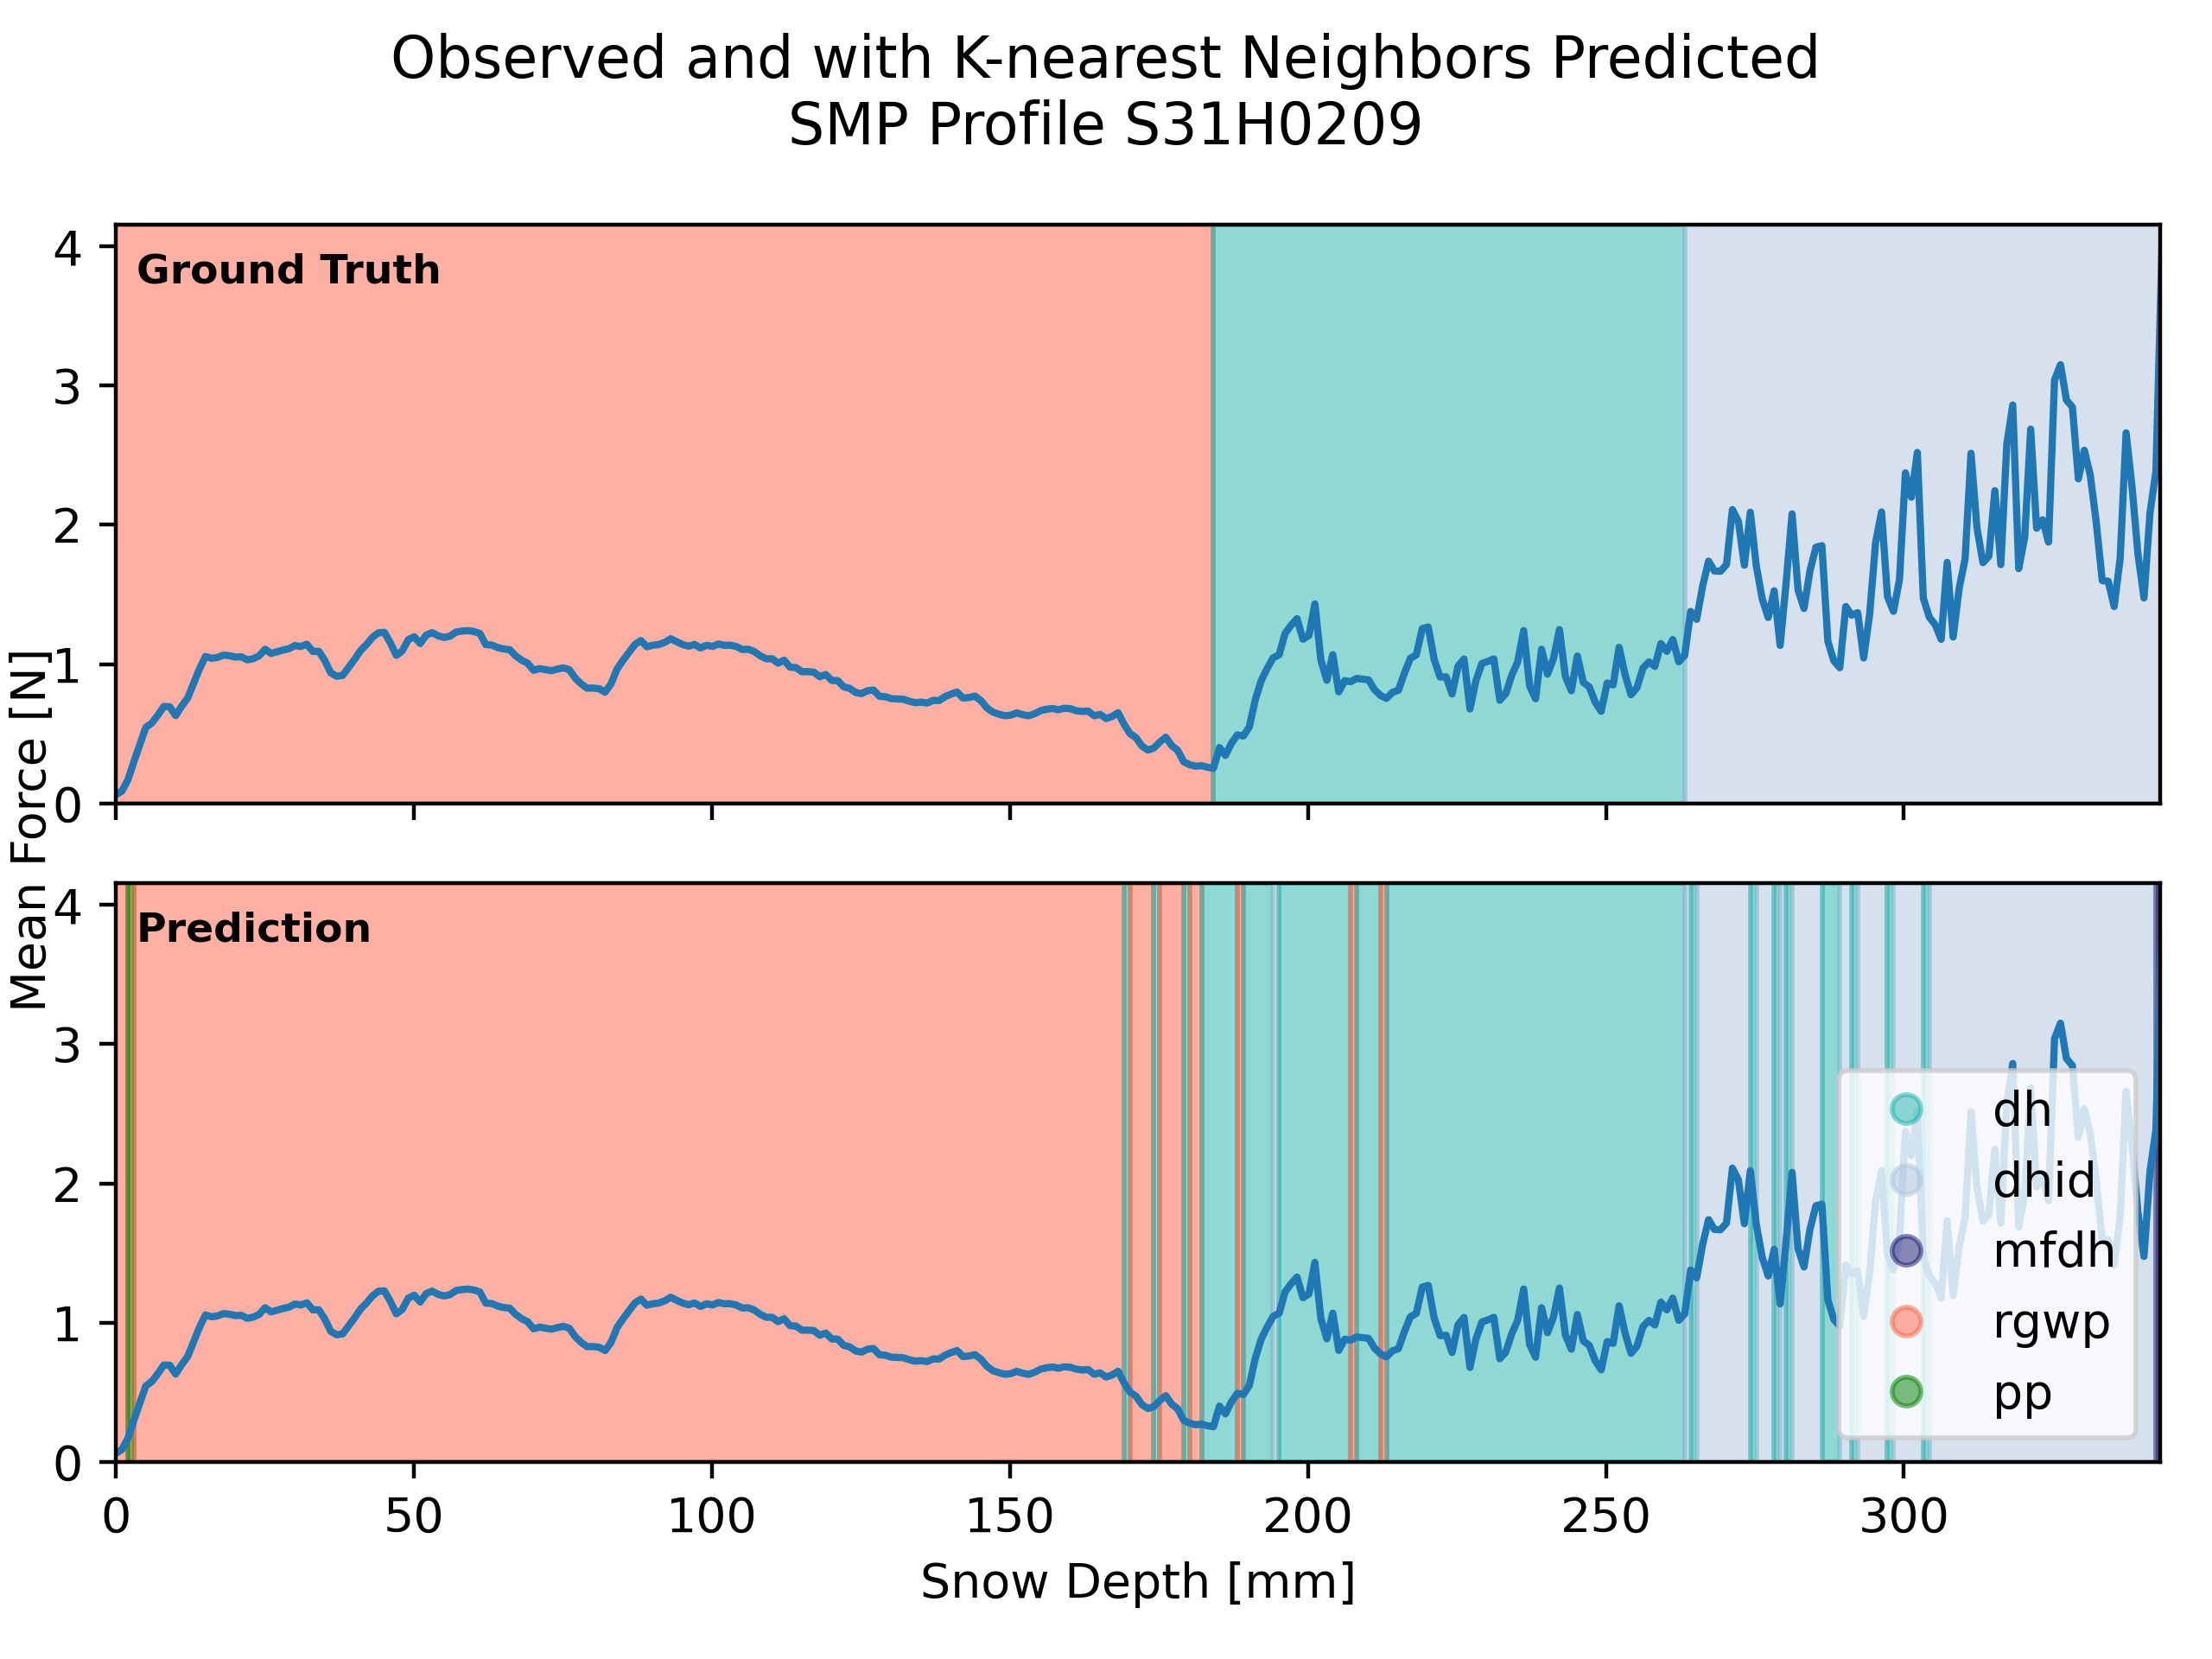 Observed and with K-nearest Neighbors Predicted
SMP Profile S31H0209
Mean Force [N]
Ground Truth
4
3
2
1
0
Prediction
4
3
2
1
0
dh
dhid
mfdh
rgwp
pp
0 50 100 150 200 250 300
Snow Depth [mm]